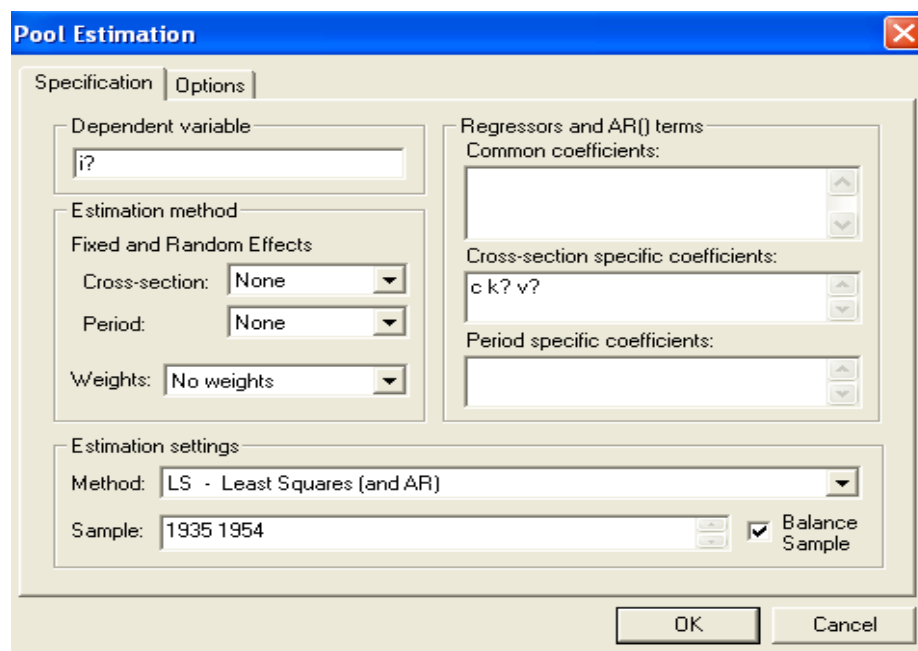 Pool Estimation
Specification
Options
Dependent variable
i?
Estimation method
Fixed and Random Effects
Cross-section: None
Period: None
Weights: No weights
Regressors and AR() terms
Common coefficients:
Cross-section specific coefficients:
c k? v?
Period specific coefficients:
Estimation settings
Method: LS - Least Squares (and AR)
Sample: 1935 1954
Balance
Sample
OK
Cancel